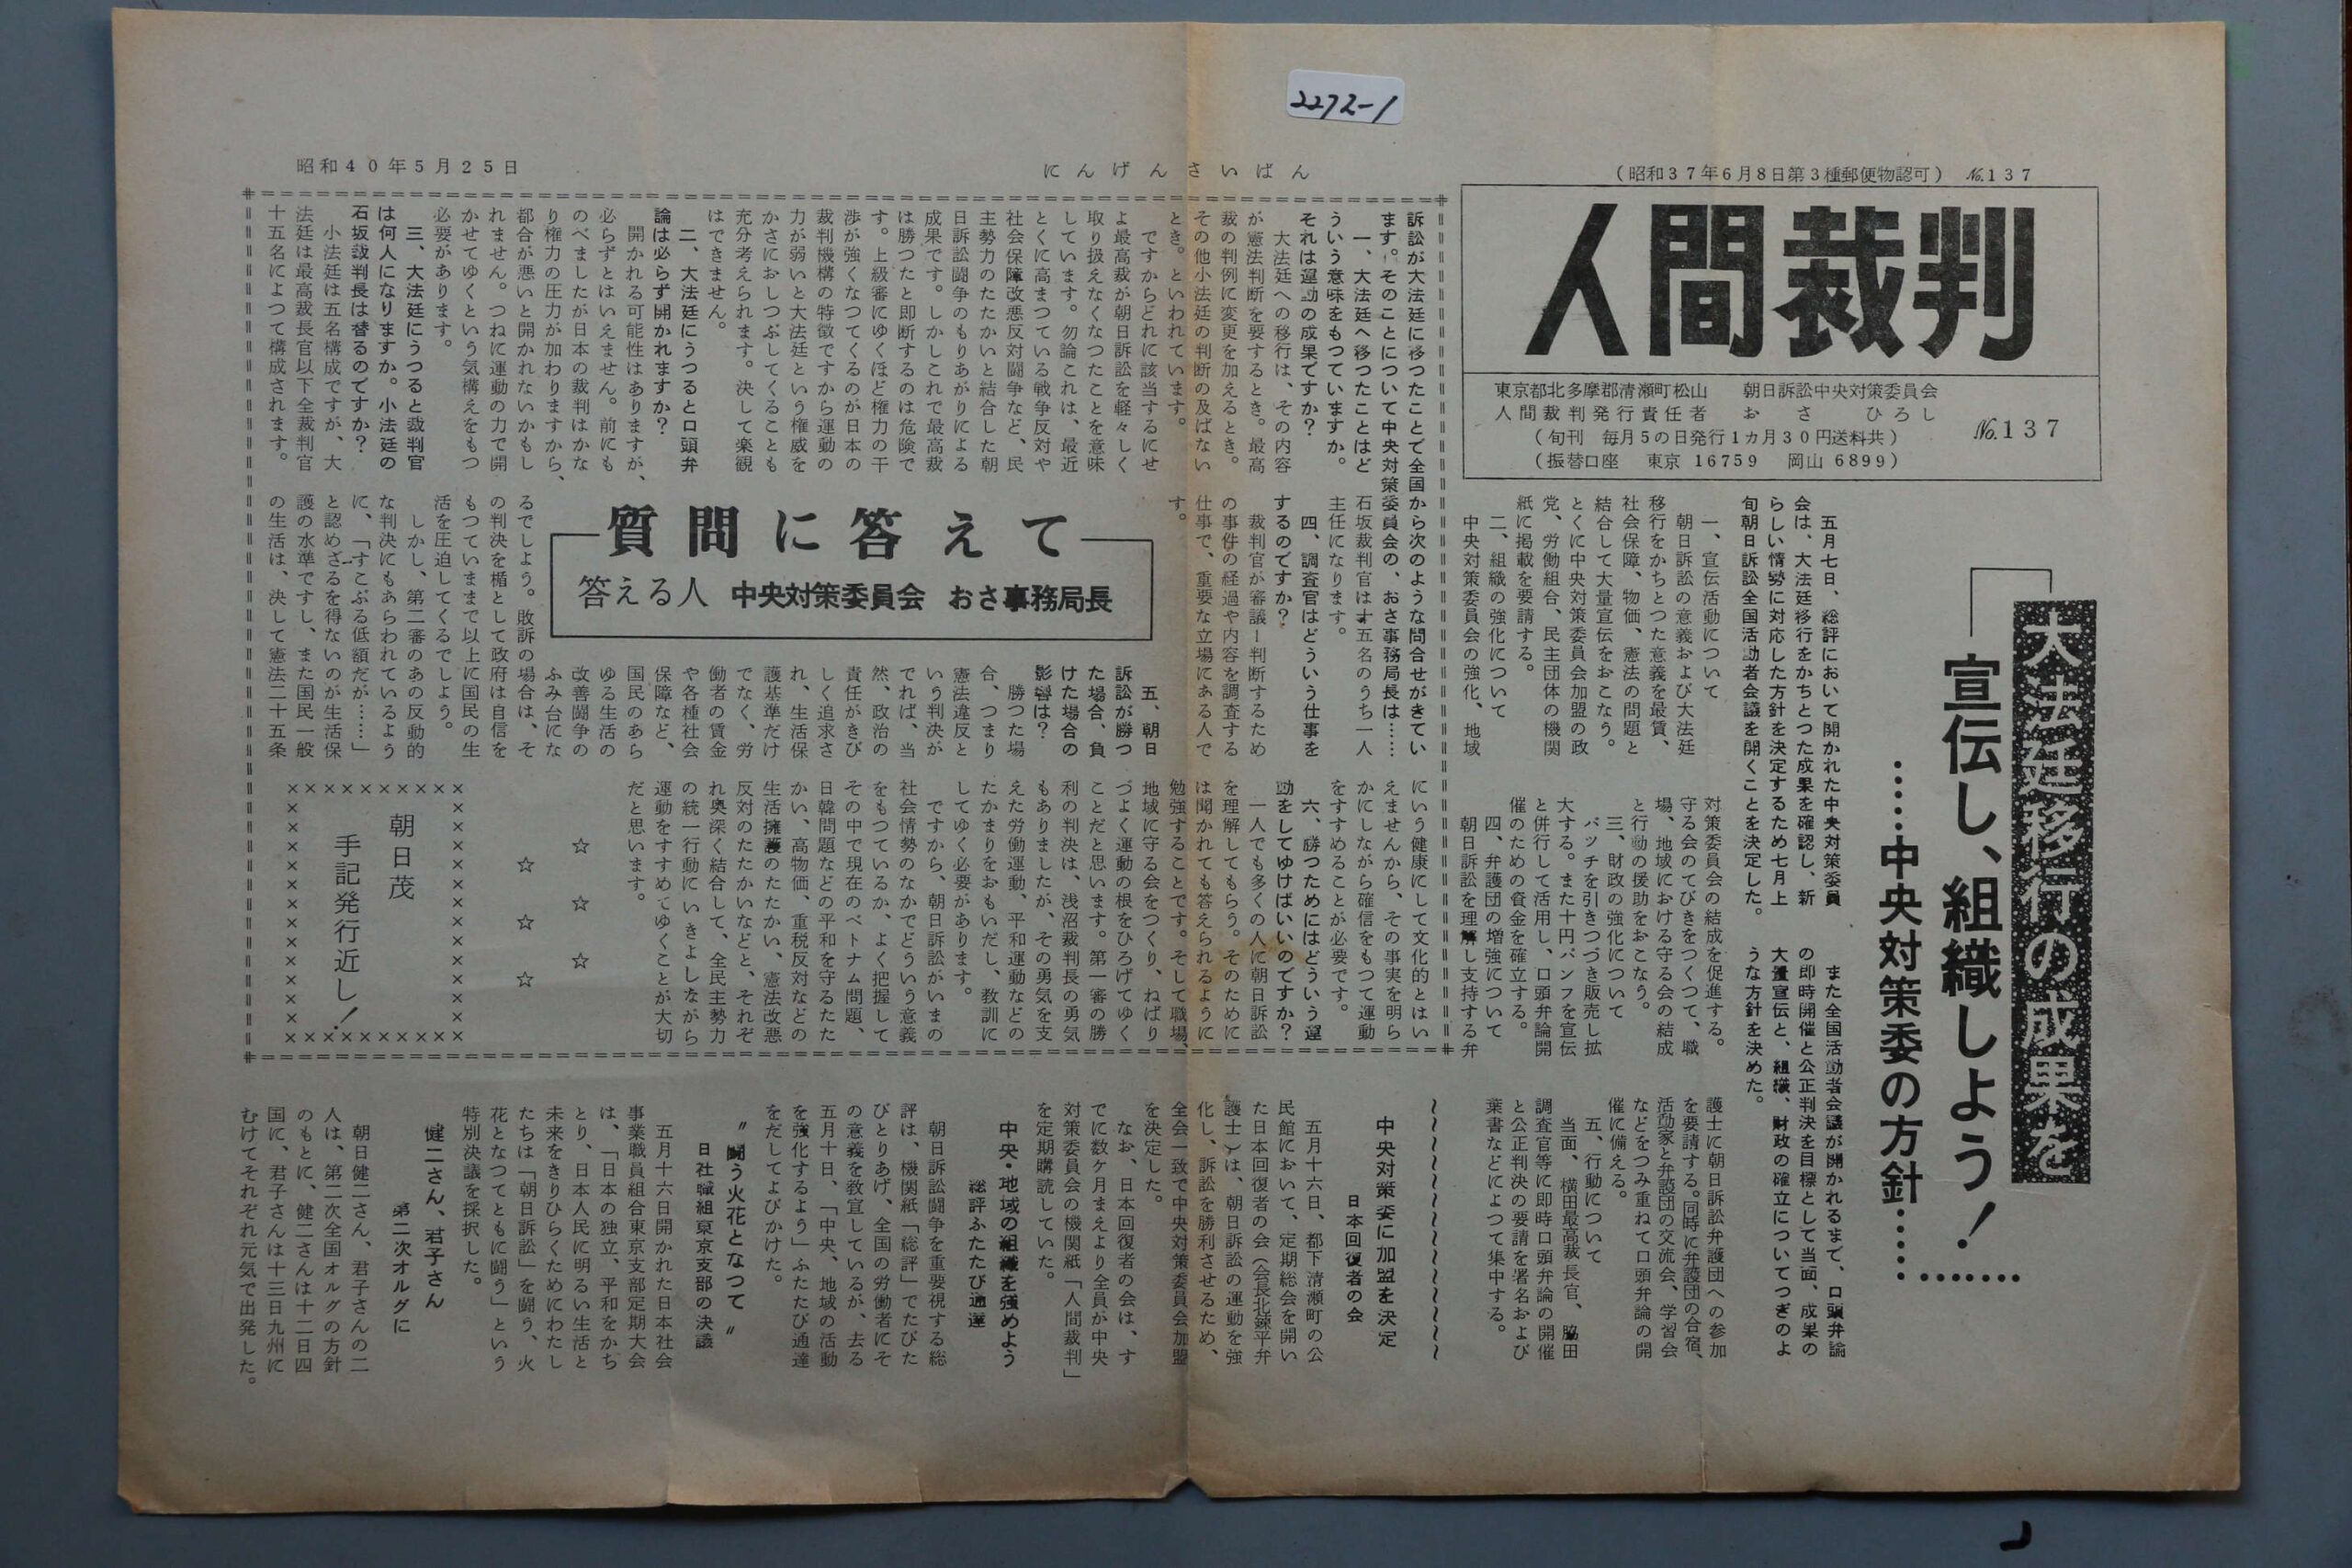 2272-1
昭和40年5月25日
にんげんさいばん
(昭和37年6月8日第3種郵便物認可) №137
人間裁判
東京都北多摩郡清瀬町松山 朝日訴訟中央対策委員会
人間裁判発行責任者 おさ ひろし
(旬刊 毎月5の日発行1カ月30円送料共)
(振替口座 東京 16759 岡山 6899)
№137
大法廷移行の成果を
宣伝し、組織しよう!
……中央対策委の方針……
五月七日、総評において開かれた中央対策委員
会は、大法廷移行をかちとつた成果を確認し、新
らしい情勢に対応した方針を決定するため七月上
旬朝日訴訟全国活動者会議を開くことを決定した。
また全国活動者会議が開かれるまで、口頭弁論
の即時開催と公正判決を目標として当面、成果の
大量宣伝と、組織、財政の確立についてつぎのよ
うな方針を決めた。
一、宣伝活動について
朝日訴訟の意義および大法廷
移行をかちとつた意義を最賃、
社会保障、物価、憲法の問題と
結合して大量宣伝をおこなう。
とくに中央対策委員会加盟の政
党、労働組合、民主団体の機関
紙に掲載を要請する。
二、組織の強化について
中央対策委員会の強化、地域
対策委員会の結成を促進する。
守る会のてびきをつくつて、職
場、地域における守る会の結成
と行動の援助をおこなう。
三、財政の強化について
バッチを引きつづき販売し拡
大する。また十円パンフを宣伝
と併行して活用し、口頭弁論開
催のための資金を確立する。
四、弁護団の増強について
朝日訴訟を理解し支持する弁
護士に朝日訴訟弁護団への参加
を要請する。同時に弁護団の合宿、
活動家と弁護団の交流会、学習会
などをつみ重ねて口頭弁論の開
催に備える。
五、行動について
当面、横田最高裁長官、脇田
調査官等に即時口頭弁論の開催
と公正判決の要請を署名および
葉書などによつて集中する。
訴訟が大法廷に移つたことで全国から次のような問合せがきてい
ます。そのことについて中央対策委員会の、おさ事務局長は……
一、大法廷へ移つたことはど
ういう意味をもつていますか。
それは運動の成果ですか?
大法廷への移行は、その内容
が憲法判断を要するとき。最高
裁の判例に変更を加えるとき。
その他小法廷の判断の及ばない
とき。といわれています。
ですからどれに該当するにせ
よ最高裁が朝日訴訟を軽々しく
取り扱えなくなつたことを意味
しています。勿論これは、最近
とくに高まつている戦争反対や
社会保障改悪反対闘争など、民
主勢力のたたかいと結合した朝
日訴訟闘争のもりあがりによる
成果です。しかしこれで最高裁
は勝つたと即断するのは危険で
す。上級審にゆくほど権力の干
渉が強くなつてくるのが日本の
裁判機構の特徴ですから運動の
力が弱いと大法廷という権威を
かさにおしつぶしてくることも
充分考えられます。決して楽観
はできません。
二、大法廷にうつると口頭弁
論は必らず開かれますか?
開かれる可能性はありますが、
必らずとはいえません。前にも
のべましたが日本の裁判はかな
り権力の圧力が加わりますから、
都合が悪いと開かれないかもし
れません。つねに運動の力で開
かせてゆくという気構えをもつ
必要があります。
三、大法廷にうつると裁判官
は何人になりますか。小法廷の
石坂裁判長は替るのですか?
小法廷は五名構成ですが、大
法廷は最高裁長官以下全裁判官
十五名によつて構成されます。
石坂裁判官は十五名のうち一人
主任になります。
四、調査官はどういう仕事を
するのですか?
裁判官が審議ー判断するため
の事件の経過や内容を調査する
仕事で、重要な立場にある人で
す。
質問に答えて
答える人 中央対策委員会 おさ事務局長
五、朝日
訴訟が勝つ
た場合、負
けた場合の
影響は?
勝つた場
合、つまり
憲法違反と
いう判決が
でれば、当
然、政治の
責任がきび
しく追求さ
れ、生活保
護基準だけ
でなく、労
働者の賃金
や各種社会
保障など、
国民のあら
ゆる生活の
改善闘争の
ふみ台にな
るでしよう。敗訴の場合は、そ
の判決を楯として政府は自信を
もつていままで以上に国民の生
活を圧迫してくるでしよう。
しかし、第二審のあの反動的
な判決にもあらわれているよう
に、「すこぶる低額だが……」
と認めざるを得ないのが生活保
護の水準ですし、また国民一般
の生活は、決して憲法二十五条
にいう健康にして文化的とはい
えませんから、その事実を明ら
かにしながら確信をもつて運動
をすすめることが必要です。
六、勝つためにはどういう運
動をしてゆけばいいのですか?
一人でも多くの人に朝日訴訟
を理解してもらう。そのために
は聞かれても答えられるように
勉強することです。そして職場、
地域に守る会をつくり、ねばり
づよく運動の根をひろげてゆく
ことだと思います。第一審の勝
利の判決は、浅沼裁判長の勇気
もありましたが、その勇気を支
えた労働運動、平和運動などの
たかまりをおもいだし、教訓に
してゆく必要があります。
ですから、朝日訴訟がいまの
社会情勢のなかでどういう意義
をもつているか、よく把握して
その中で現在のベトナム問題、
日韓問題などの平和を守るたた
かい、高物価、重税反対などの
生活擁護のたたかい、憲法改悪
反対のたたかいなどと、それぞ
れ奥深く結合して、全民主勢力
の統一行動にいきよしながら
運動をすすめてゆくことが大切
だと思います。
朝日茂
手記発行近し!
中央対策委に加盟を決定
日本回復者の会
五月十六日、都下清瀬町の公
民館において、定期総会を開い
た日本回復者の会(会長北錬平弁
護士)は、朝日訴訟の運動を強
化し、訴訟を勝利させるため、
全会一致で中央対策委員会加盟
を決定した。
なお、日本回復者の会は、す
でに数ケ月まえより全員が中央
対策委員会の機関紙「人間裁判」
を定期購読していた。
中央・地域の組織を強めよう
総評ふたたび通達
朝日訴訟闘争を重要視する総
評は、機関紙「総評」でたびた
びとりあげ、全国の労働者にそ
の意義を教宣しているが、去る
五月十日、「中央、地域の活動
を強化するよう」ふたたび通達
をだしてよびかけた。
〃闘う火花となつて〃
日社職組東京支部の決議
五月十六日開かれた日本社会
事業職員組合東京支部定期大会
は、「日本の独立、平和をかち
とり、日本人民に明るい生活と
未来をきりひらくためにわたし
たちは「朝日訴訟」を闘う、火
花となつてともに闘う」という
特別決議を採択した。
健二さん、君子さん
第二次オルグに
朝日健二さん、君子さんの二
人は、第二次全国オルグの方針
のもとに、健二さんは十二日四
国に、君子さんは十三日九州に
むけてそれぞれ元気で出発した。